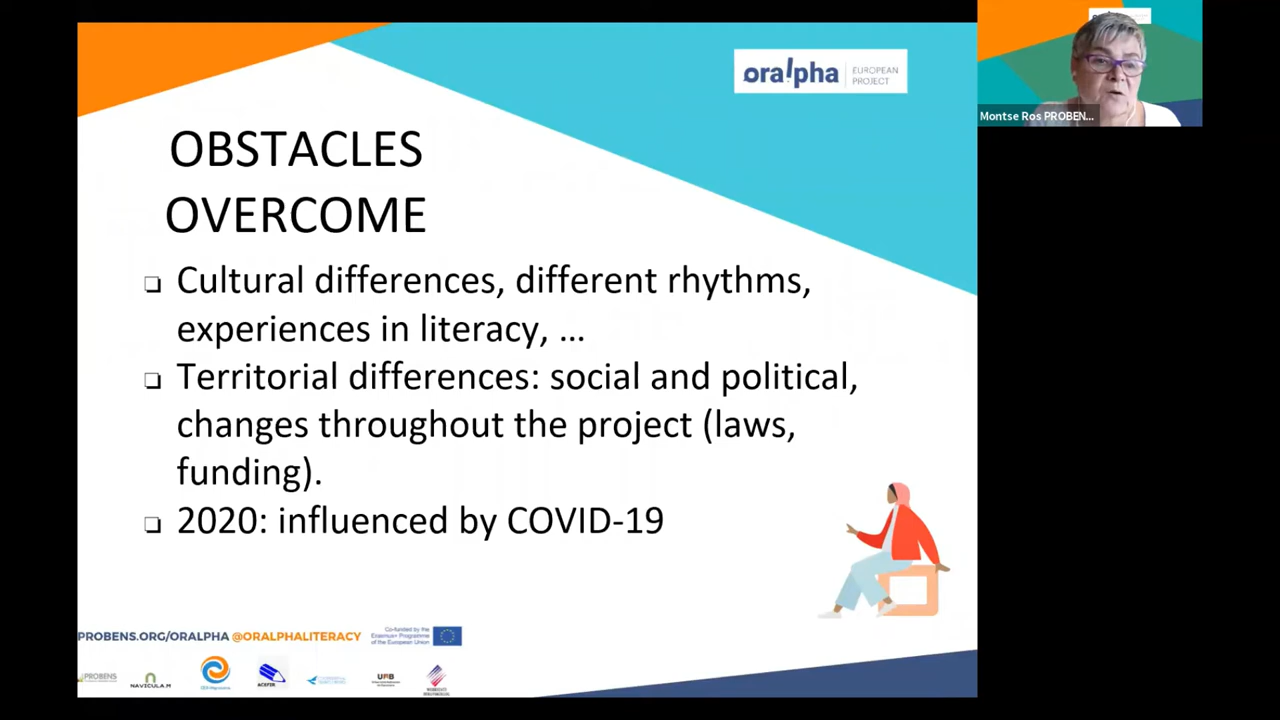 oralpha EUROPEAN
PROJECT
Montse Ros PROBEN...
OBSTACLES
OVERCOME
❏ Cultural differences, different rhythms,
experiences in literacy, ...
❏ Territorial differences: social and political,
changes throughout the project (laws,
funding).
❏ 2020: influenced by COVID-19
PROBENS.ORG/ORALPHA @ORALPHALITERACY
Co-funded by the
Erasmus+ Programme
of the European Union
PROBENS
NAVICULAM
ACEFIR